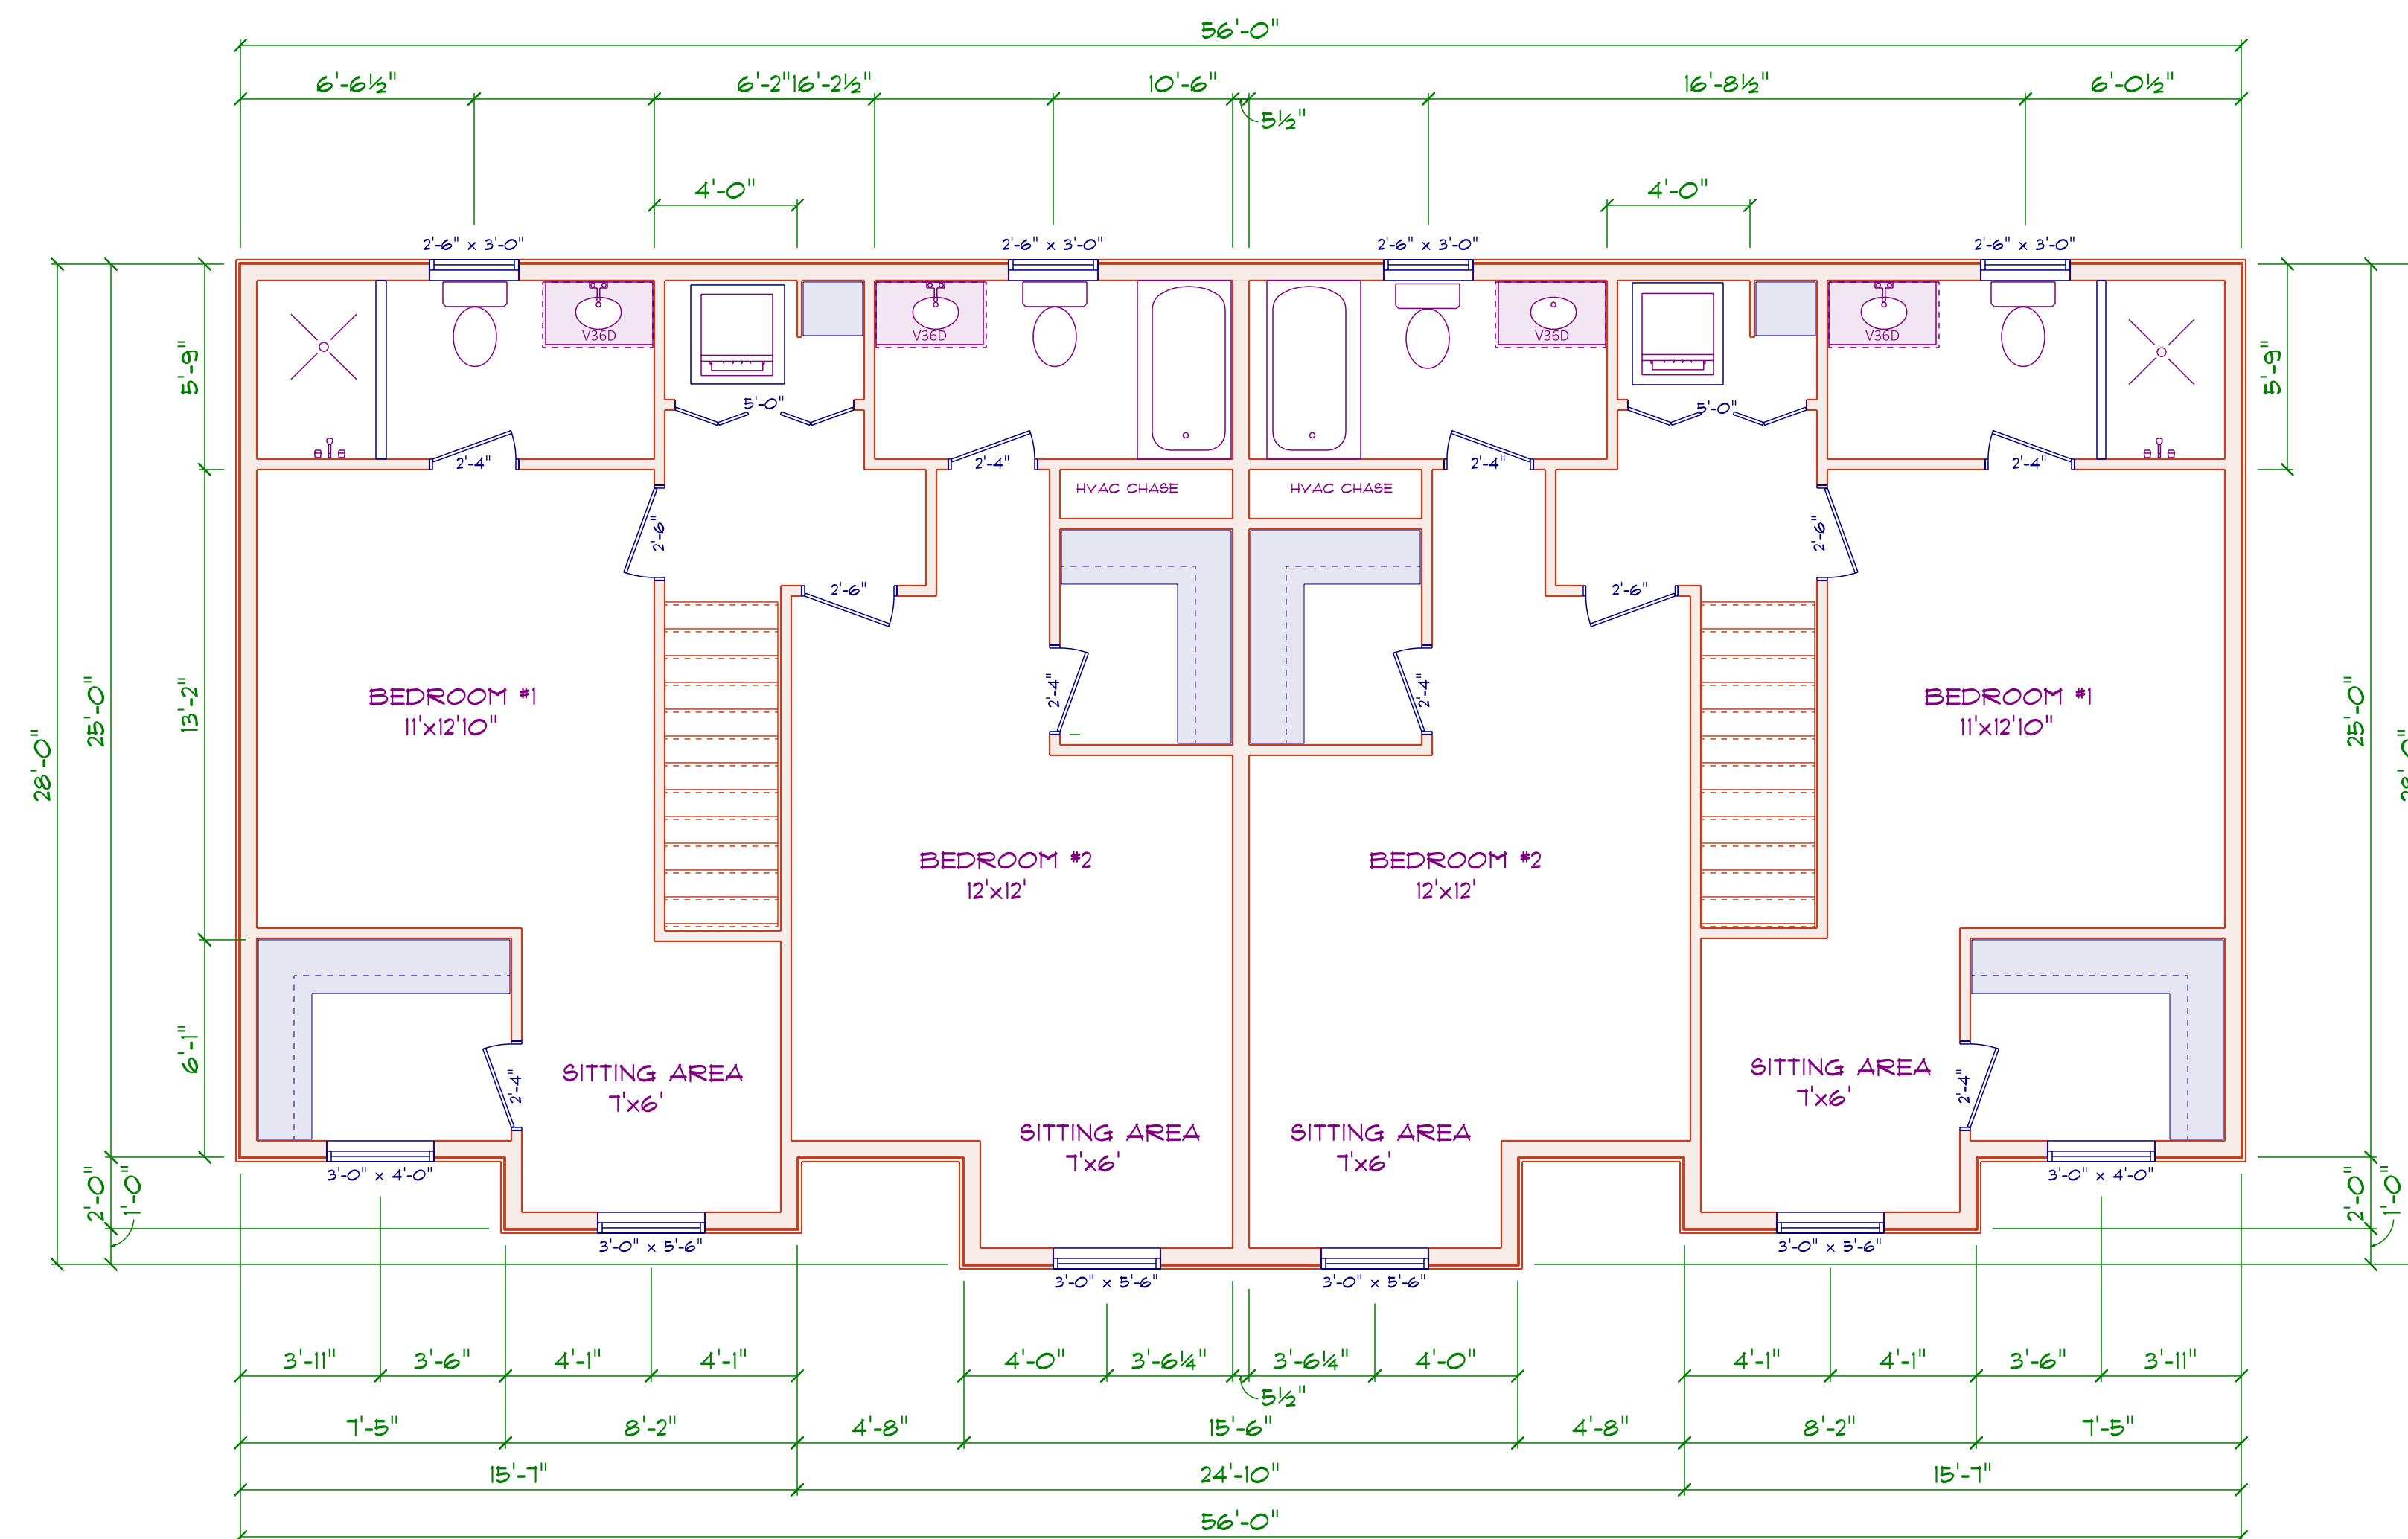 56'-0"
6'-6½"
6'-2"16'-2½"
10'-6"
5½"
16'-8½"
6'-0½"
4'-0"
4'-0"
2'-6" x 3'-0"
2'-6" x 3'-0"
2'-6" x 3'-0"
2'-6" x 3'-0"
V36D
V36D
V36D
V36D
5'-9"
5'-9"
5'-0"
5'-0"
2'-4"
2'-4"
2'-4"
2'-4"
HVAC CHASE
HVAC CHASE
2'-6"
2'-6"
2'-6"
2'-6"
28'-0"
25'-0"
13'-2"
BEDROOM #1
11'x12'10"
2'-4"
2'-4"
BEDROOM #1
11'x12'10"
25'-0"
BEDROOM #2
12'x12'
BEDROOM #2
12'x12'
6'-1"
SITTING AREA
7'x6'
2'-4"
SITTING AREA
7'x6'
SITTING AREA
7'x6'
SITTING AREA
7'x6'
2'-4"
2'-0"
1'-0"
3'-0" x 4'-0"
3'-0" x 4'-0"
2'-0"
1'-0"
3'-0" x 5'-6"
3'-0" x 5'-6"
3'-0" x 5'-6"
3'-0" x 5'-6"
3'-11"
3'-6"
4'-1"
4'-1"
4'-0"
3'-6¼"
5½"
3'-6¼"
4'-0"
4'-1"
4'-1"
3'-6"
3'-11"
7'-5"
8'-2"
4'-8"
15'-6"
4'-8"
8'-2"
7'-5"
15'-7"
24'-10"
15'-7"
56'-0"